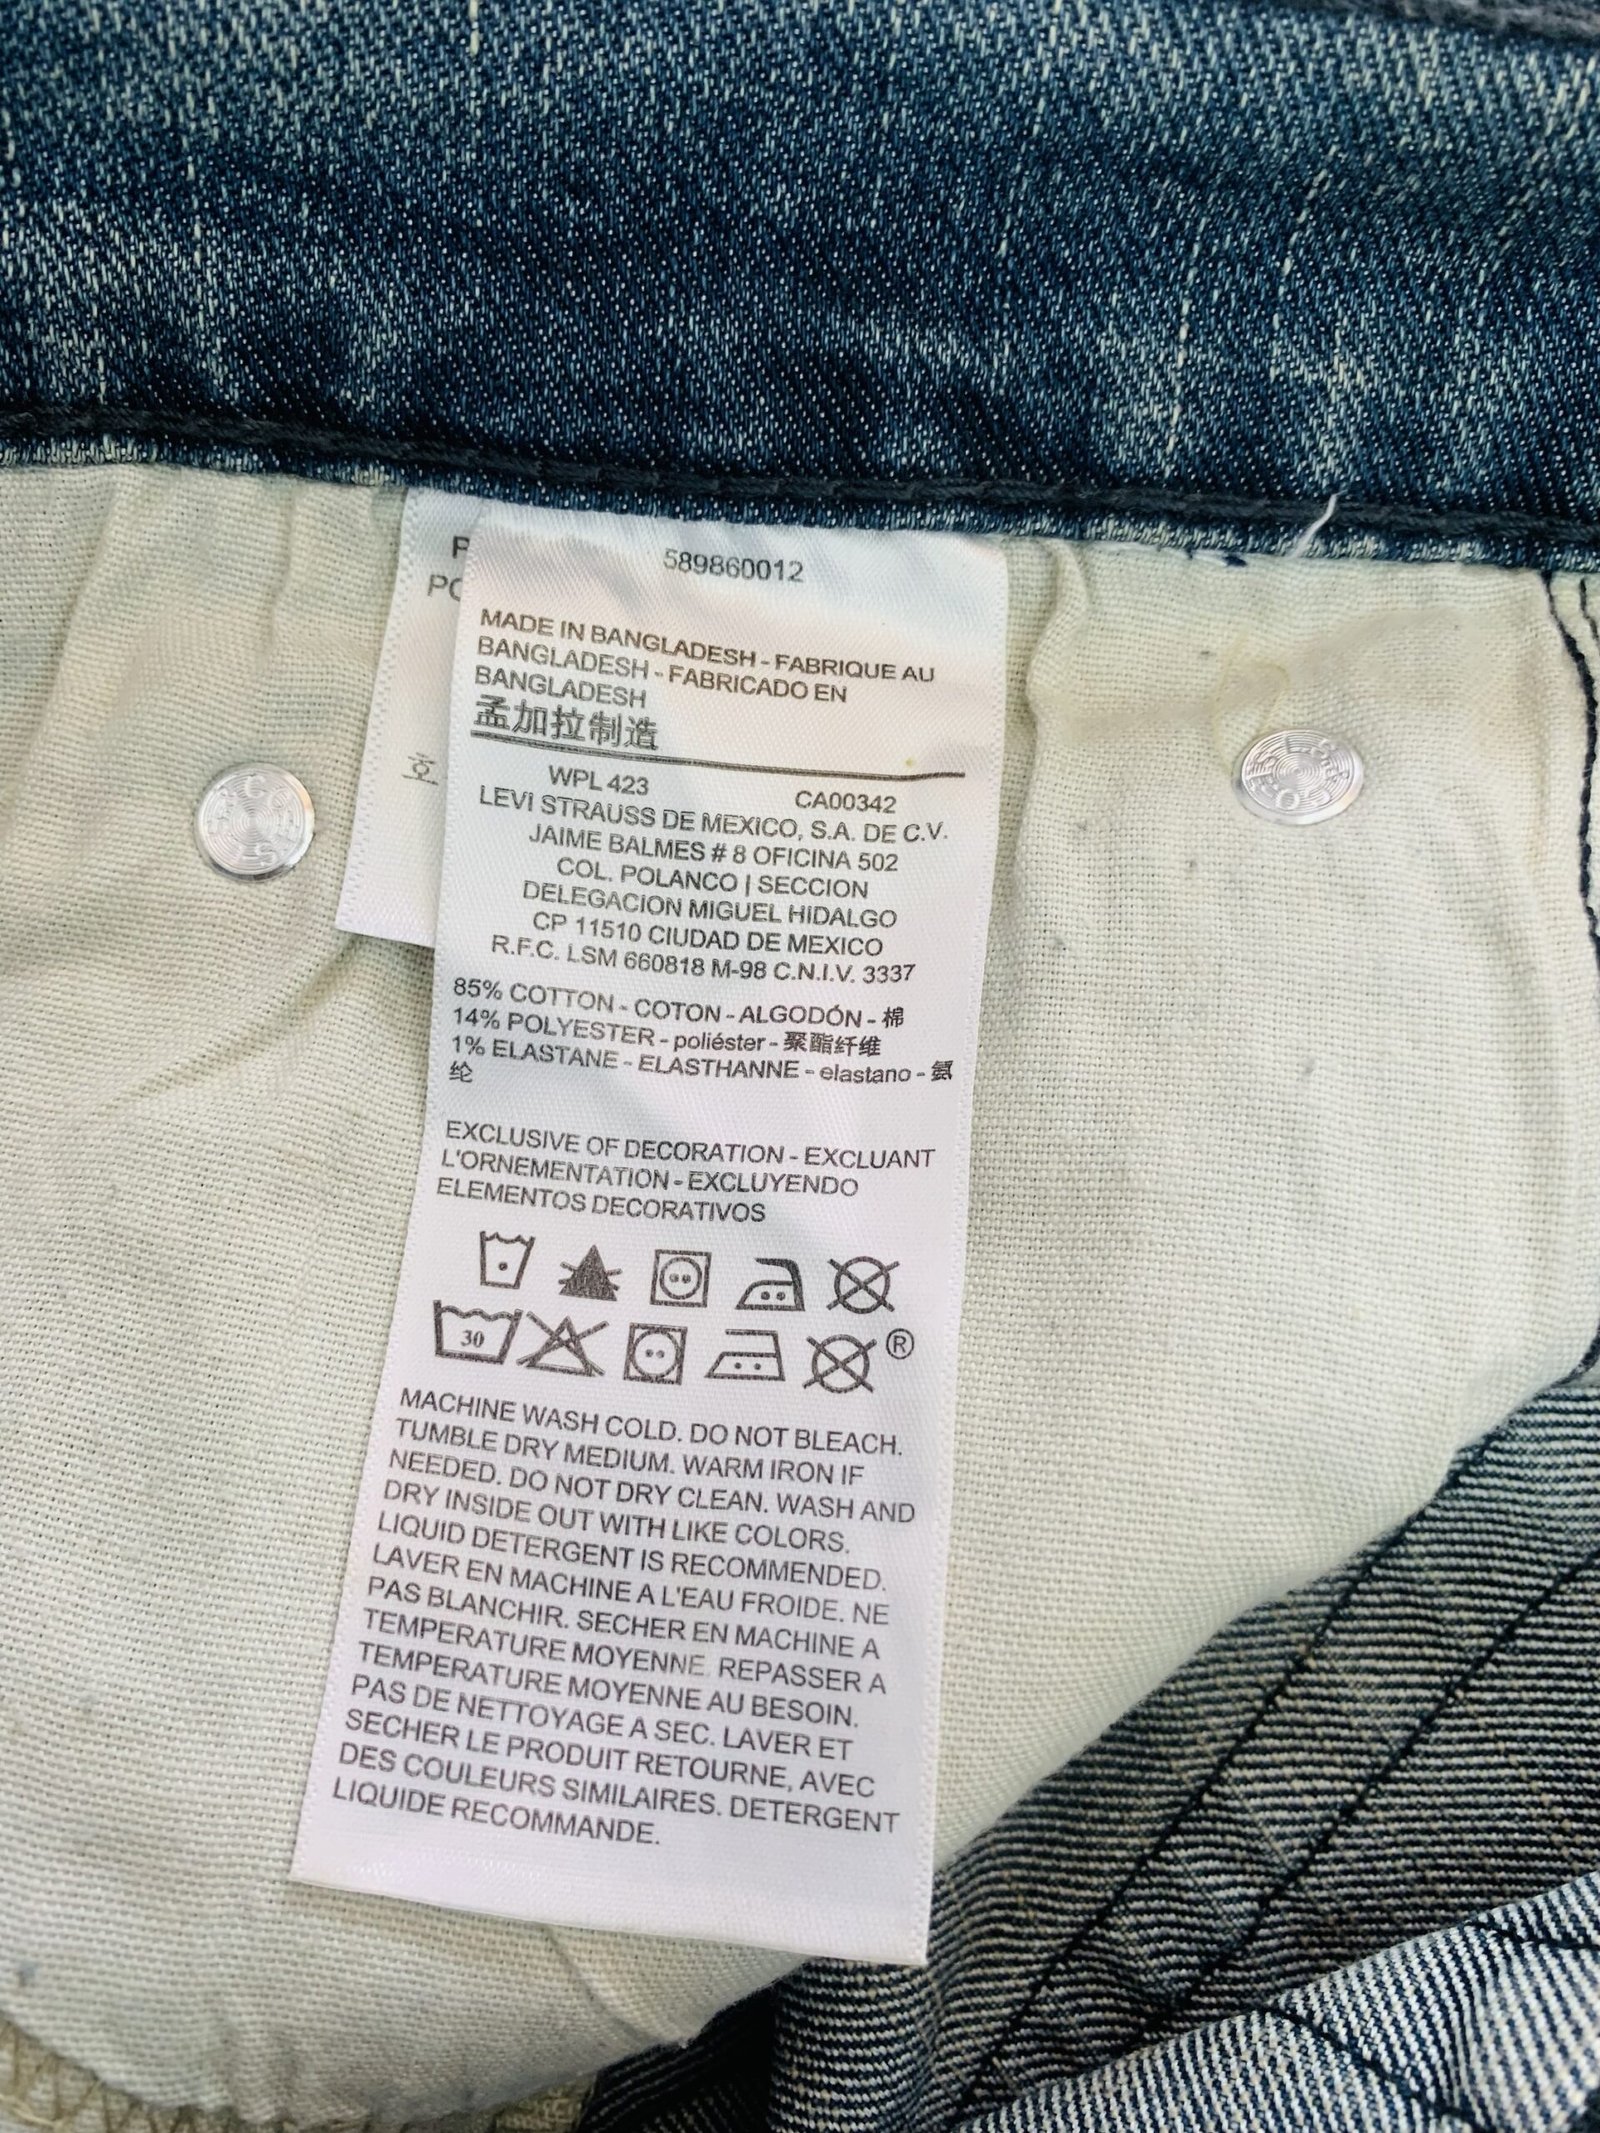 589860012
MADE IN BANGLADESH - FABRIQUE AU
BANGLADESH - FABRICADO EN
BANGLADESH
孟加拉制造
WPL 423 CA00342
LEVI STRAUSS DE MEXICO, S.A. DE C.V.
JAIME BALMES # 8 OFICINA 502
COL. POLANCO I SECCION
DELEGACION MIGUEL HIDALGO
CP 11510 CIUDAD DE MEXICO
R.F.C. LSM 660818 M-98 C.N.I.V. 3337
85% COTTON - COTON - ALGODÓN - 棉
14% POLYESTER - poliéster - 聚酯纤维
1% ELASTANE - ELASTHANNE - elastano - 氨
纶
EXCLUSIVE OF DECORATION - EXCLUANT
L'ORNEMENTATION - EXCLUYENDO
ELEMENTOS DECORATIVOS
30 ®
MACHINE WASH COLD. DO NOT BLEACH.
TUMBLE DRY MEDIUM. WARM IRON IF
NEEDED. DO NOT DRY CLEAN. WASH AND
DRY INSIDE OUT WITH LIKE COLORS.
LIQUID DETERGENT IS RECOMMENDED.
LAVER EN MACHINE A L'EAU FROIDE. NE
PAS BLANCHIR. SECHER EN MACHINE A
TEMPERATURE MOYENNE. REPASSER A
TEMPERATURE MOYENNE AU BESOIN.
PAS DE NETTOYAGE A SEC. LAVER ET
SECHER LE PRODUIT RETOURNE, AVEC
DES COULEURS SIMILAIRES. DETERGENT
LIQUIDE RECOMMANDE.